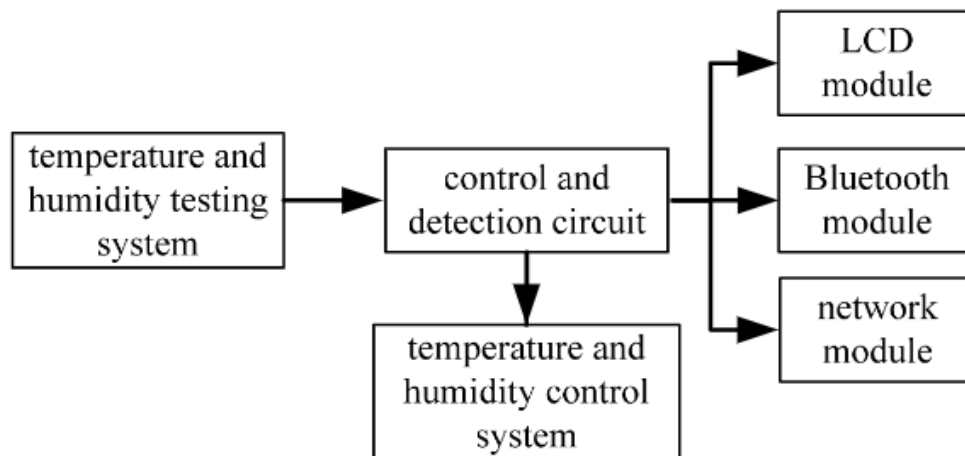 temperature and
humidity testing
system
control and
detection circuit
temperature and
humidity control
system
LCD
module
Bluetooth
module
network
module